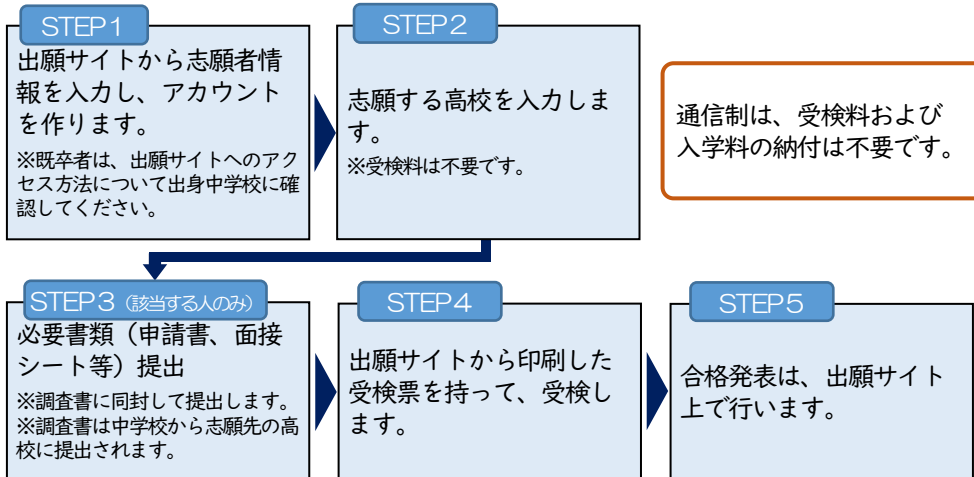 STEP1
出願サイトから志願者情
報を入力し、アカウント
を作ります。
※既卒者は、出願サイトへのアク
セス方法について出身中学校に確
認してください。
STEP2
志願する高校を入力しま
す。
※受検料は不要です。
通信制は、受検料および
入学料の納付は不要です。
STEP3（該当する人のみ）
必要書類（申請書、面接
シート等）提出
※調査書に同封して提出します。
※調査書は中学校から志願先の高
校に提出されます。
STEP4
出願サイトから印刷した
受検票を持って、受検し
ます。
STEP5
合格発表は、出願サイト
上で行います。